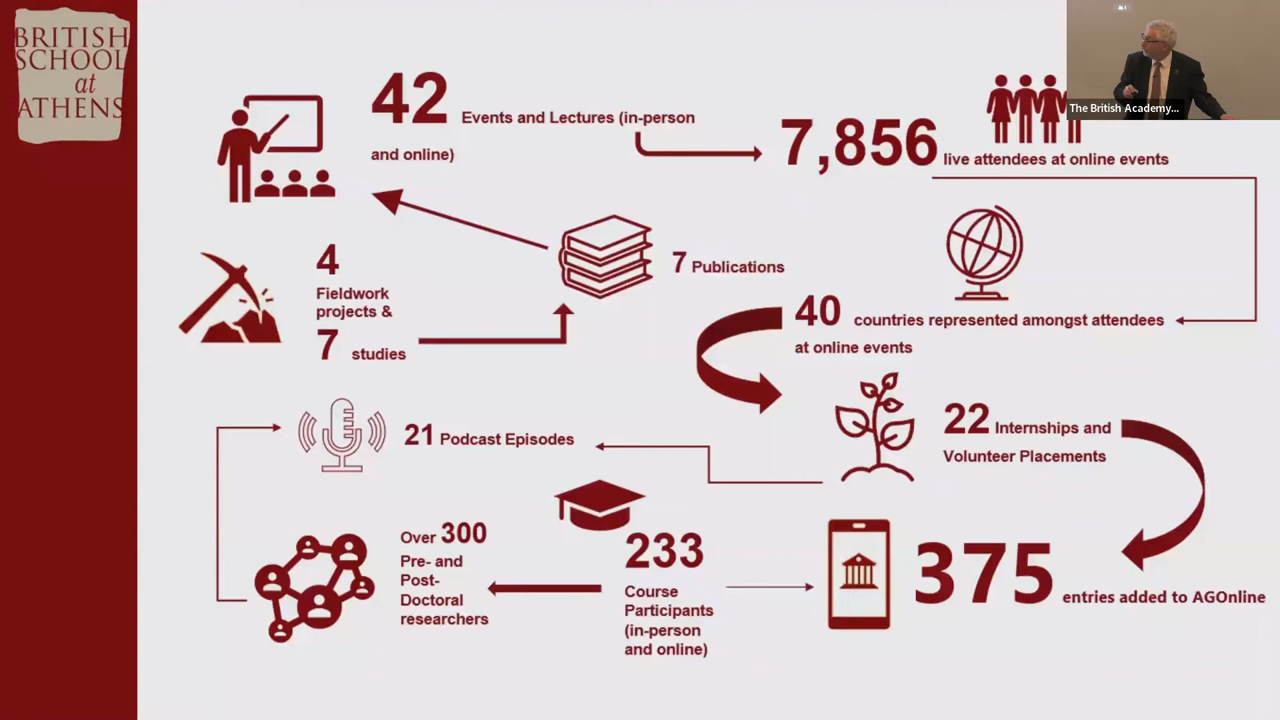 BRITISH
SCHOOL
at
ATHENS
42 Events and Lectures (in-person
and online)
7,856 live attendees at online events
The British Academy...
4
Fieldwork
projects &
7 studies
7 Publications
40 countries represented amongst attendees
at online events
21 Podcast Episodes
22 Internships and
Volunteer Placements
Over 300
Pre- and
Post-
Doctoral
researchers
233
Course
Participants
(in-person
and online)
375 entries added to AGOnline